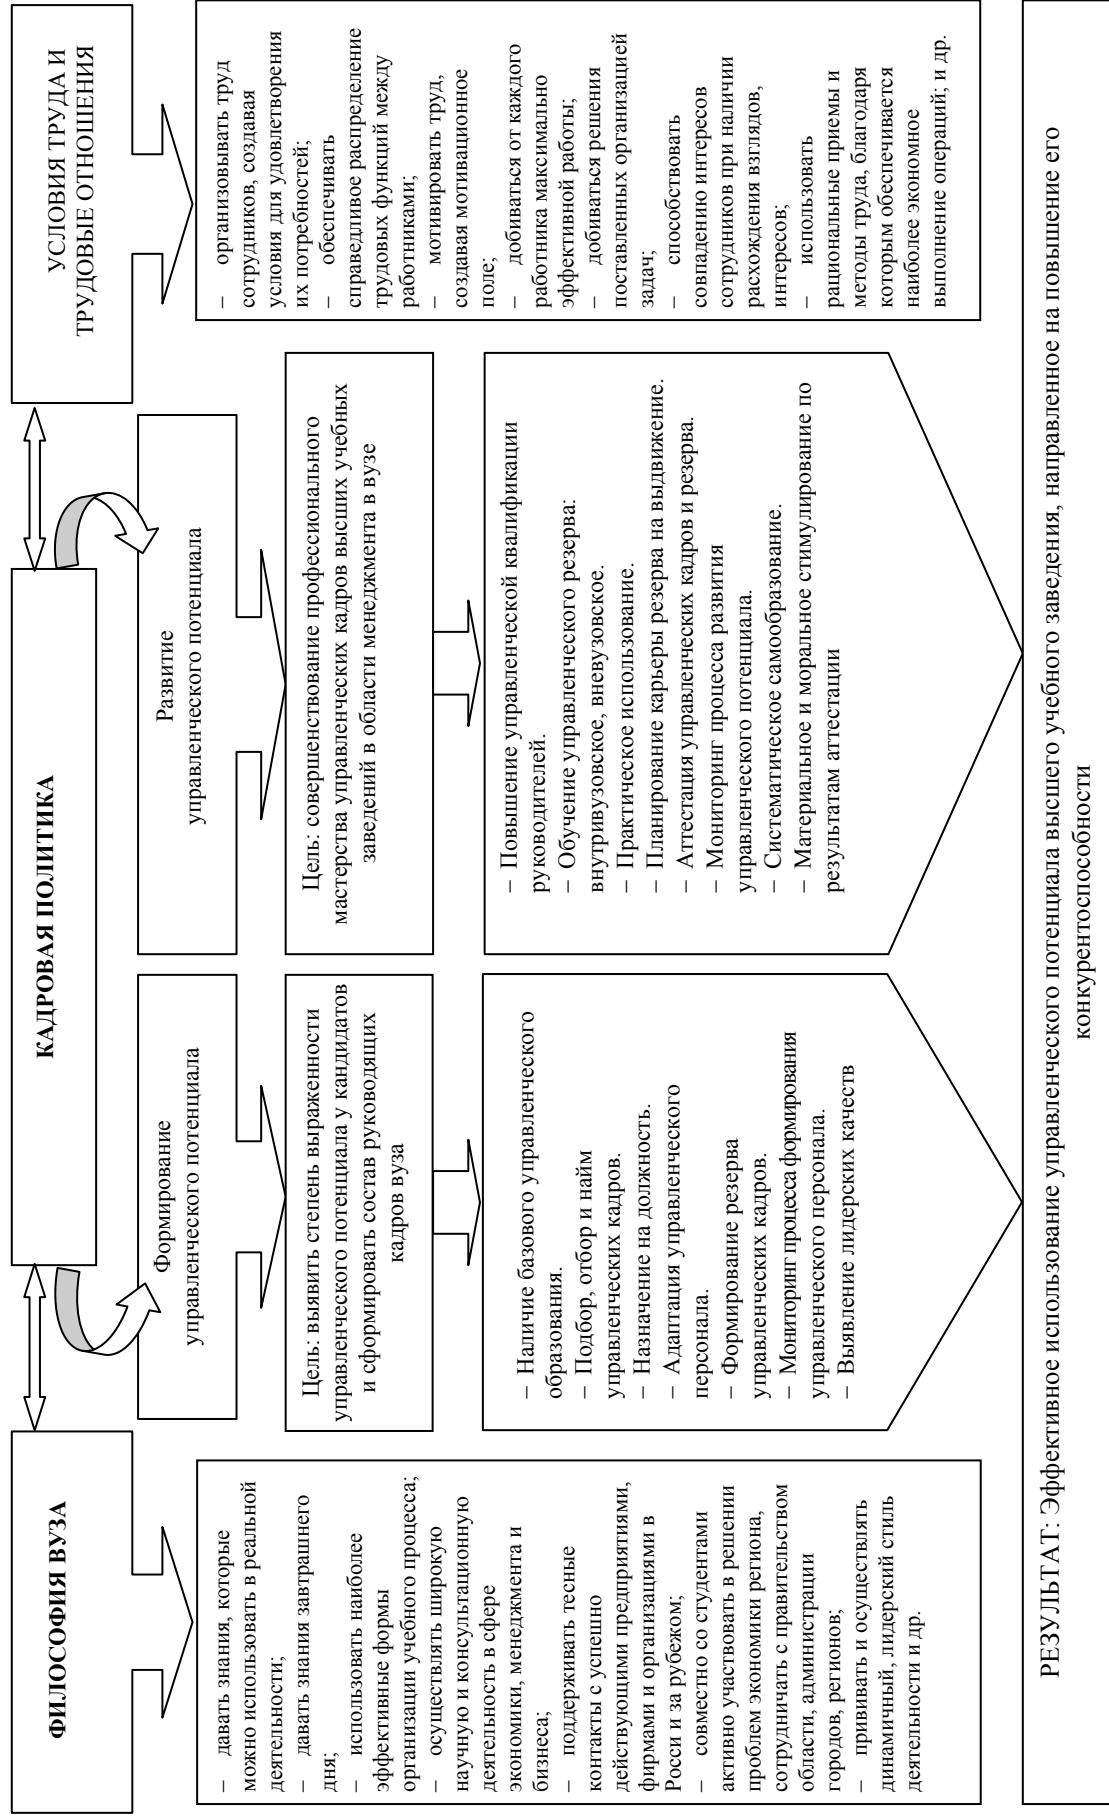 ФИЛОСОФИЯ ВУЗА
– давать знания, которые
можно использовать в реальной
деятельности;
– давать знания завтрашнего
дня;
– использовать наиболее
эффективные формы
организации учебного процесса;
– осуществлять широкую
научную и консультационную
деятельность в сфере
экономики, менеджмента и
бизнеса;
– поддерживать тесные
контакты с успешно
действующими предприятиями,
фирмами и организациями в
Росси и за рубежом;
– совместно со студентами
активно участвовать в решении
проблем экономики региона,
сотрудничать с правительством
области, администрации
городов, регионов;
– прививать и осуществлять
динамичный, лидерский стиль
деятельности и др.
КАДРОВАЯ ПОЛИТИКА
Формирование
управленческого потенциала
Цель: выявить степень выраженности
управленческого потенциала у кандидатов
и сформировать состав руководящих
кадров вуза
– Наличие базового управленческого
образования.
– Подбор, отбор и найм
управленческих кадров.
– Назначение на должность.
– Адаптация управленческого
персонала.
– Формирование резерва
управленческих кадров.
– Мониторинг процесса формирования
управленческого персонала.
– Выявление лидерских качеств
Развитие
управленческого потенциала
Цель: совершенствование профессионального
мастерства управленческих кадров высших учебных
заведений в области менеджмента в вузе
– Повышение управленческой квалификации
руководителей.
– Обучение управленческого резерва:
внутривузовское, вневузовское.
– Практическое использование.
– Планирование карьеры резерва на выдвижение.
– Аттестация управленческих кадров и резерва.
– Мониторинг процесса развития
управленческого потенциала.
– Систематическое самообразование.
– Материальное и моральное стимулирование по
результатам аттестации
УСЛОВИЯ ТРУДА И
ТРУДОВЫЕ ОТНОШЕНИЯ
– организовывать труд
сотрудников, создавая
условия для удовлетворения
их потребностей;
– обеспечивать
справедливое распределение
трудовых функций между
работниками;
– мотивировать труд,
создавая мотивационное
поле;
– добиваться от каждого
работника максимально
эффективной работы;
– добиваться решения
поставленных организацией
задач;
– способствовать
совпадению интересов
сотрудников при наличии
расхождения взглядов,
интересов;
– использовать
рациональные приемы и
методы труда, благодаря
которым обеспечивается
наиболее экономное
выполнение операций; и др.
РЕЗУЛЬТАТ: Эффективное использование управленческого потенциала высшего учебного заведения, направленное на повышение его
конкурентоспособности